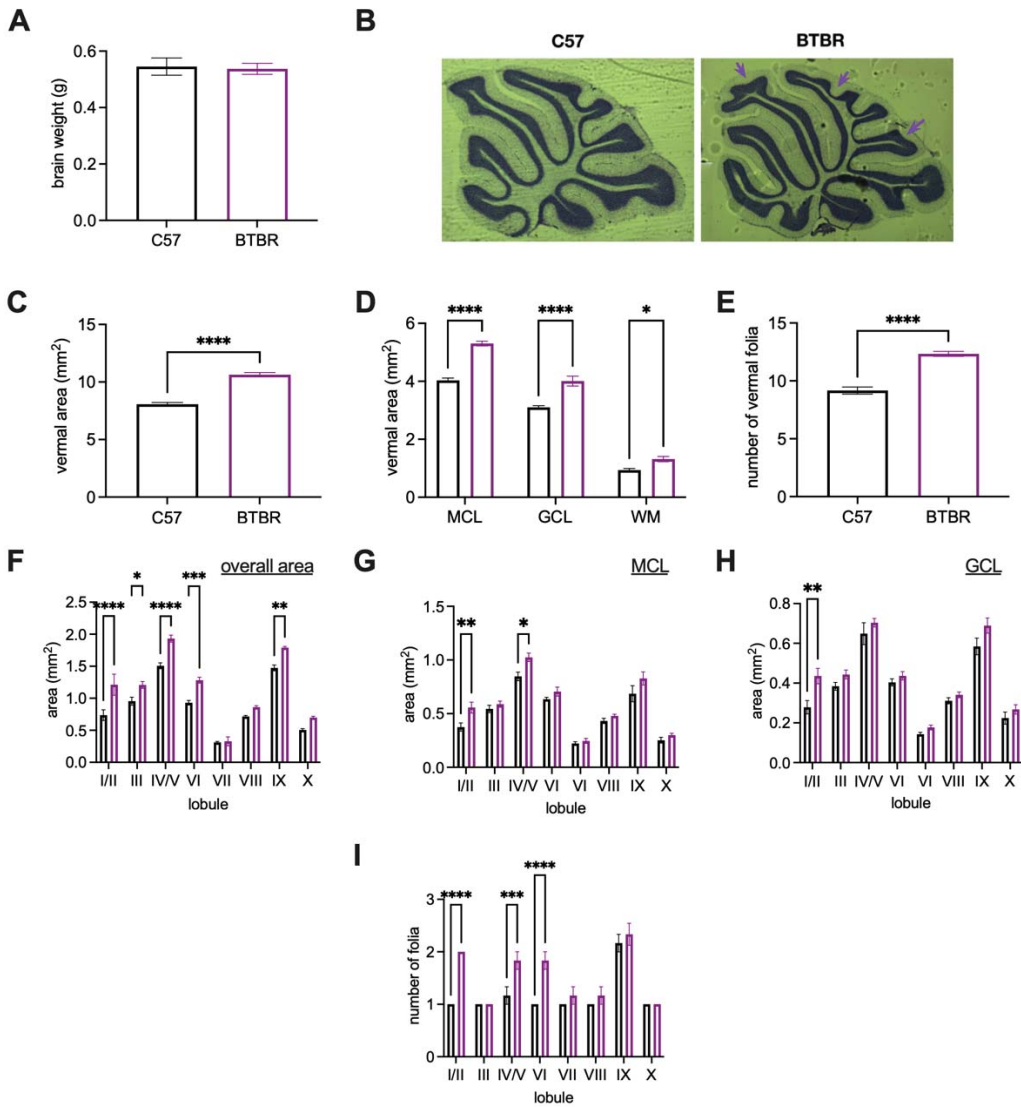 A
brain weight (g)
0.6
0.4
0.2
0.0
C57
BTBR
B
C57
BTBR
C
vermal area (mm²)
15
10
5
0
****
C57
BTBR
D
vermal area (mm²)
6
4
2
0
****
****
*
MCL
GCL
WM
E
number of vermal folia
15
10
5
0
****
C57
BTBR
F
overall area
area (mm²)
2.5
2.0
1.5
1.0
0.5
0.0
****
*
****
***
**
I/II
III
IV/V
VI
VII
VIII
IX
X
lobule
G
MCL
area (mm²)
1.5
1.0
0.5
0.0
**
*
I/II
III
IV/V
VI
VI
VIII
IX
X
lobule
H
GCL
area (mm²)
0.8
0.6
0.4
0.2
0.0
**
I/II
III
IV/V
VI
VI
VIII
IX
X
lobule
I
number of folia
3
2
1
0
****
***
****
I/II
III
IV/V
VI
VII
VIII
IX
X
lobule